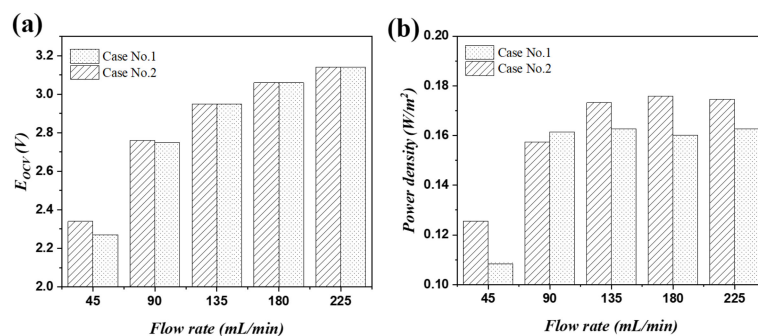 (a)
Case No.1
Case No.2
E_OCV (V)
3.2
3.0
2.8
2.6
2.4
2.2
2.0
45 90 135 180 225
Flow rate (mL/min)
(b)
Case No.1
Case No.2
Power density (W/m²)
0.20
0.18
0.16
0.14
0.12
0.10
45 90 135 180 225
Flow rate (mL/min)